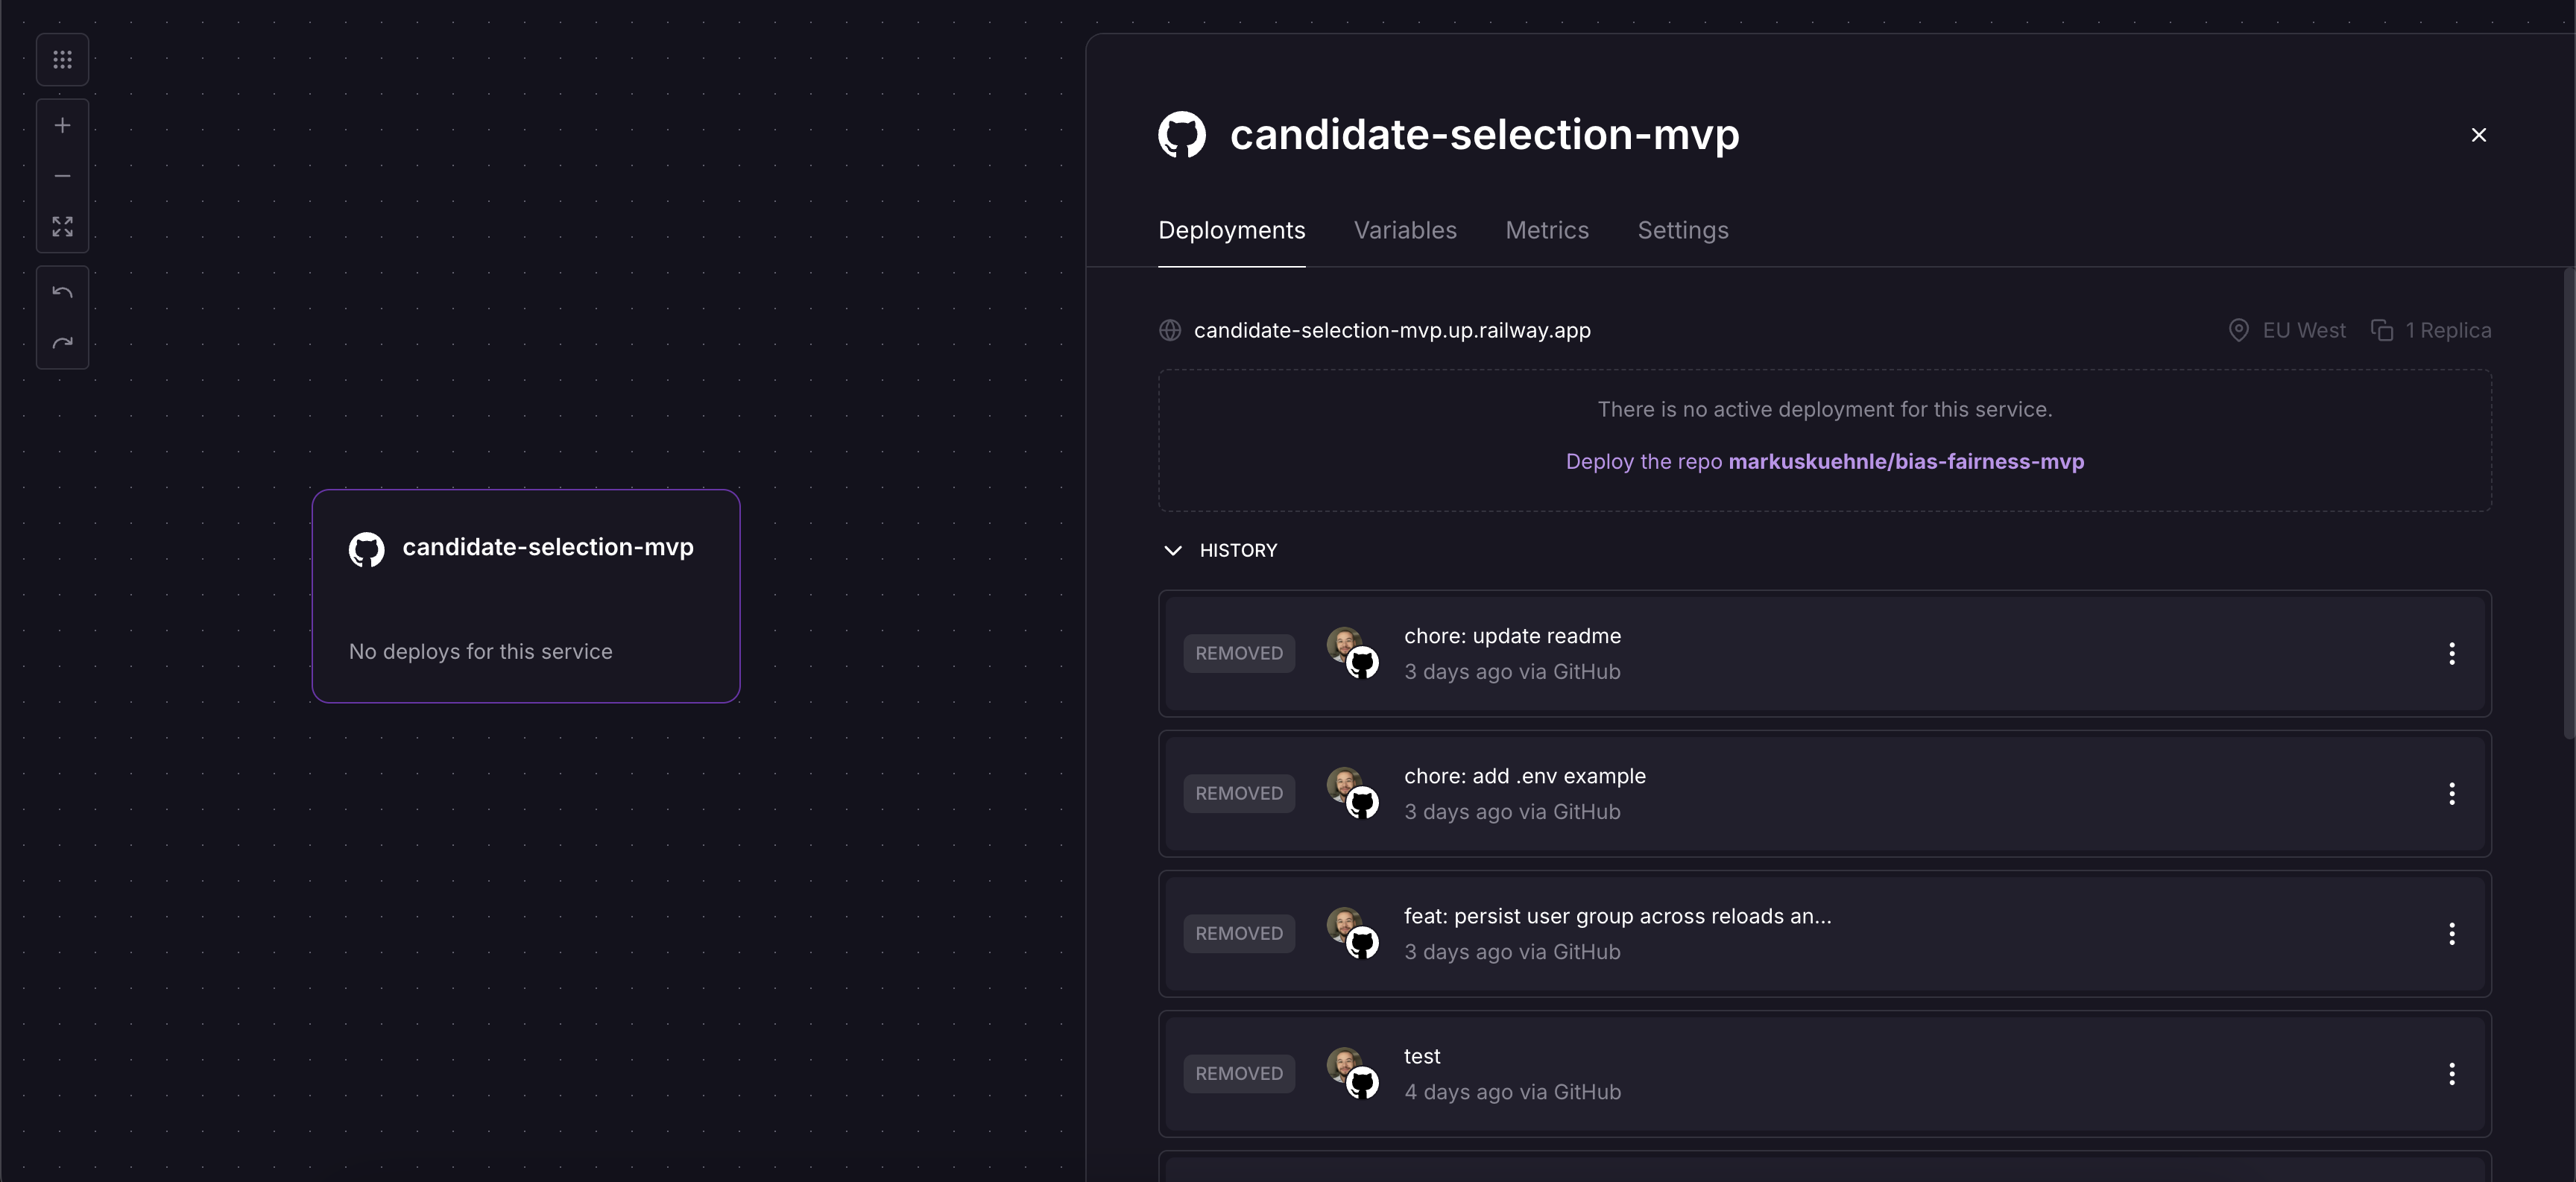 candidate-selection-mvp
No deploys for this service
candidate-selection-mvp
Deployments Variables Metrics Settings
candidate-selection-mvp.up.railway.app EU West 1 Replica
There is no active deployment for this service.
Deploy the repo markuskuehnle/bias-fairness-mvp
HISTORY
REMOVED
chore: update readme
3 days ago via GitHub
REMOVED
chore: add .env example
3 days ago via GitHub
REMOVED
feat: persist user group across reloads an...
3 days ago via GitHub
REMOVED
test
4 days ago via GitHub